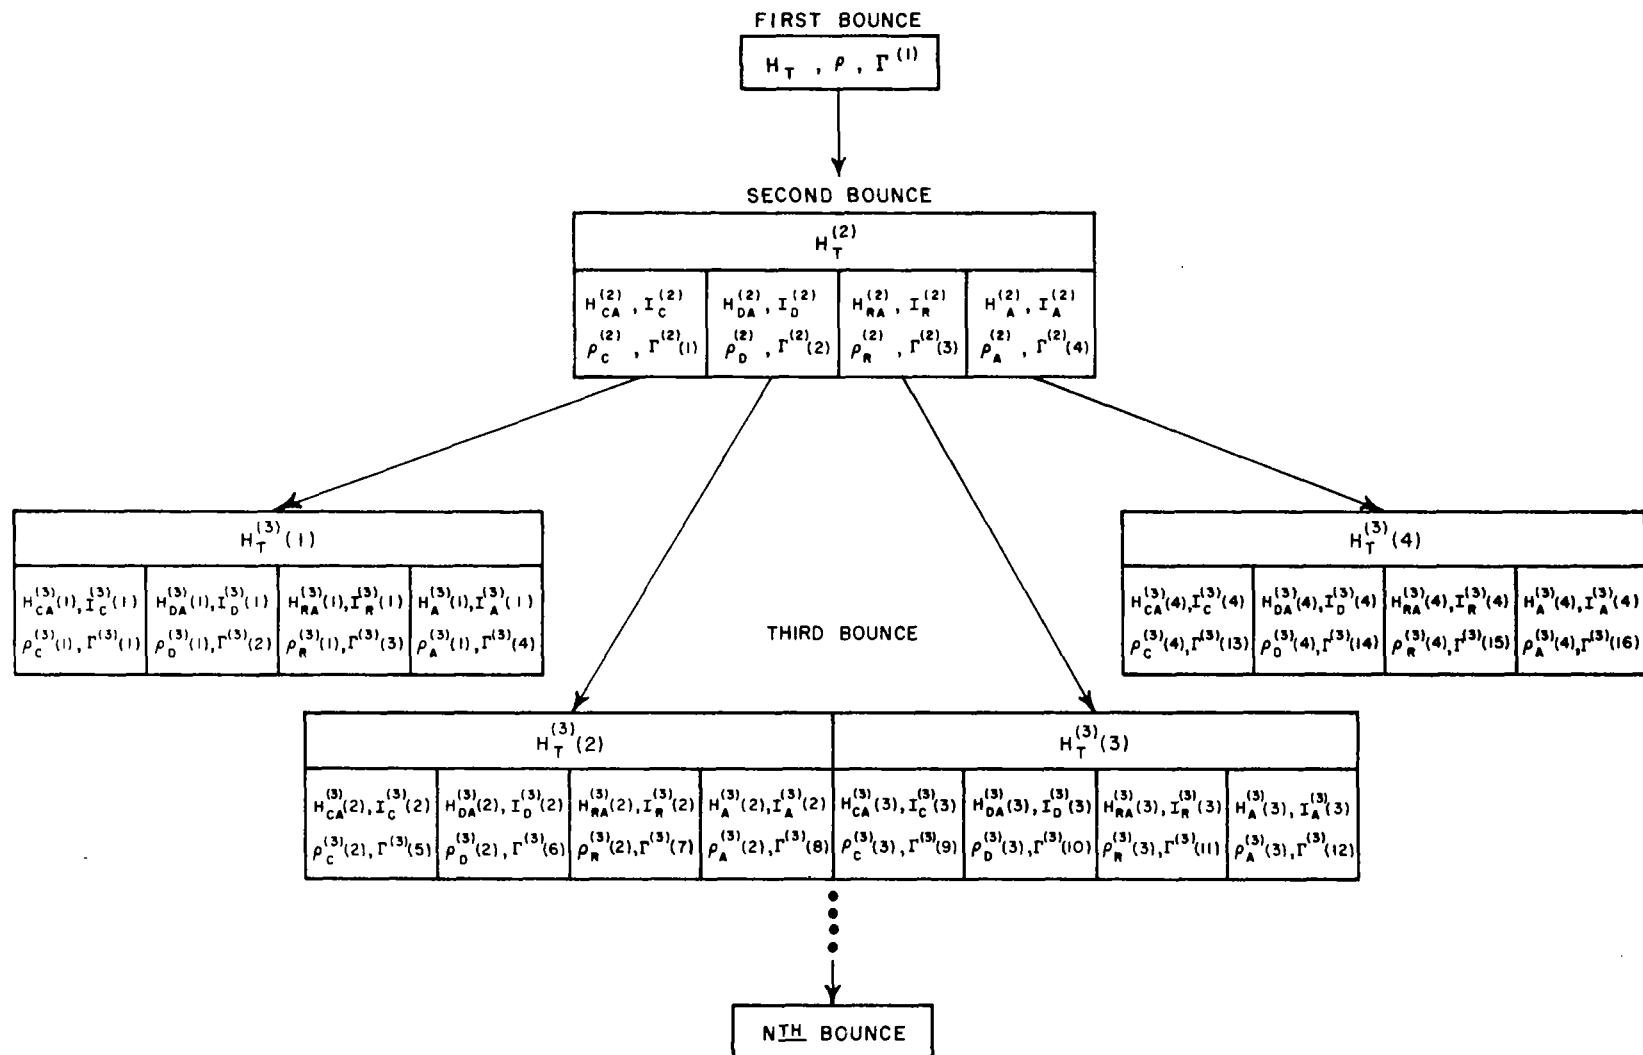 FIRST BOUNCE
H_T , ρ, Γ^(1)
SECOND BOUNCE
H_T^(2)
H_CA^(2) , I_C^(2)
ρ_C^(2) , Γ^(2)(1)
H_DA^(2), I_D^(2)
ρ_D^(2) , Γ^(2)(2)
H_RA^(2), I_R^(2)
ρ_R^(2) , Γ^(2)(3)
H_A^(2), I_A^(2)
ρ_A^(2) , Γ^(2)(4)
H_T^(3)(1)
H_CA^(3)(1), I_C^(3)(1)
ρ_C^(3)(1), Γ^(3)(1)
H_DA^(3)(1), I_D^(3)(1)
ρ_D^(3)(1), Γ^(3)(2)
H_RA^(3)(1), I_R^(3)(1)
ρ_R^(3)(1), Γ^(3)(3)
H_A^(3)(1), I_A^(3)(1)
ρ_A^(3)(1), Γ^(3)(4)
H_T^(3)(4)
H_CA^(3)(4), I_C^(3)(4)
ρ_C^(3)(4), Γ^(3)(13)
H_DA^(3)(4), I_D^(3)(4)
ρ_D^(3)(4), Γ^(3)(14)
H_RA^(3)(4), I_R^(3)(4)
ρ_R^(3)(4), Γ^(3)(15)
H_A^(3)(4), I_A^(3)(4)
ρ_A^(3)(4), Γ^(3)(16)
THIRD BOUNCE
H_T^(3)(2)
H_CA^(3)(2), I_C^(3)(2)
ρ_C^(3)(2), Γ^(3)(5)
H_DA^(3)(2), I_D^(3)(2)
ρ_D^(3)(2), Γ^(3)(6)
H_RA^(3)(2), I_R^(3)(2)
ρ_R^(3)(2), Γ^(3)(7)
H_A^(3)(2), I_A^(3)(2)
ρ_A^(3)(2), Γ^(3)(8)
H_T^(3)(3)
H_CA^(3)(3), I_C^(3)(3)
ρ_C^(3)(3), Γ^(3)(9)
H_DA^(3)(3), I_D^(3)(3)
ρ_D^(3)(3), Γ^(3)(10)
H_RA^(3)(3), I_R^(3)(3)
ρ_R^(3)(3), Γ^(3)(11)
H_A^(3)(3), I_A^(3)(3)
ρ_A^(3)(3), Γ^(3)(12)
NTH BOUNCE